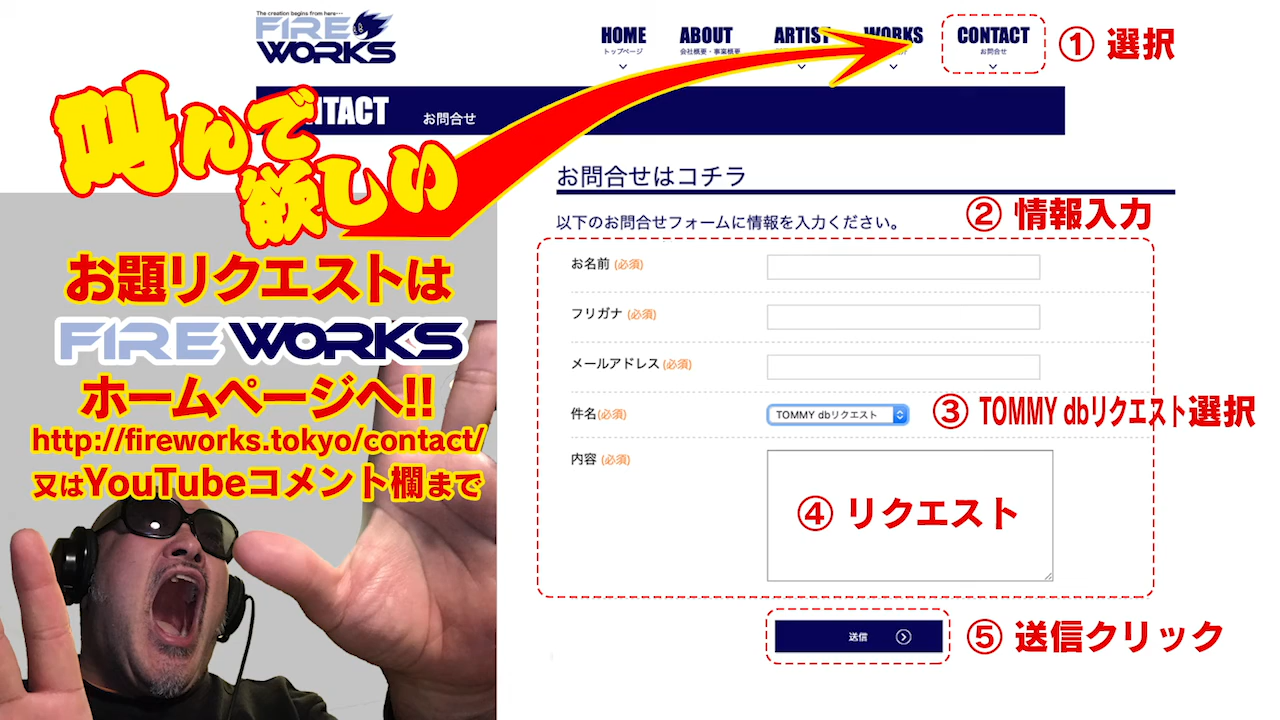 The creation begins from here…
FIRE WORKS
HOME
トップページ
ABOUT
会社概要・事業概要
ARTIST
WORKS
CONTACT
お問合せ
① 選択
CONTACT
お問合せ
叫んで
欲しい
お題リクエストは
FIRE WORKS
ホームページへ!!
http://fireworks.tokyo/contact/
又はYouTubeコメント欄まで
お問合せはコチラ
以下のお問合せフォームに情報を入力ください。
② 情報入力
お名前 (必須)
フリガナ (必須)
メールアドレス (必須)
件名(必須)
TOMMY dbリクエスト
③ TOMMY dbリクエスト選択
内容 (必須)
④ リクエスト
送信
⑤ 送信クリック